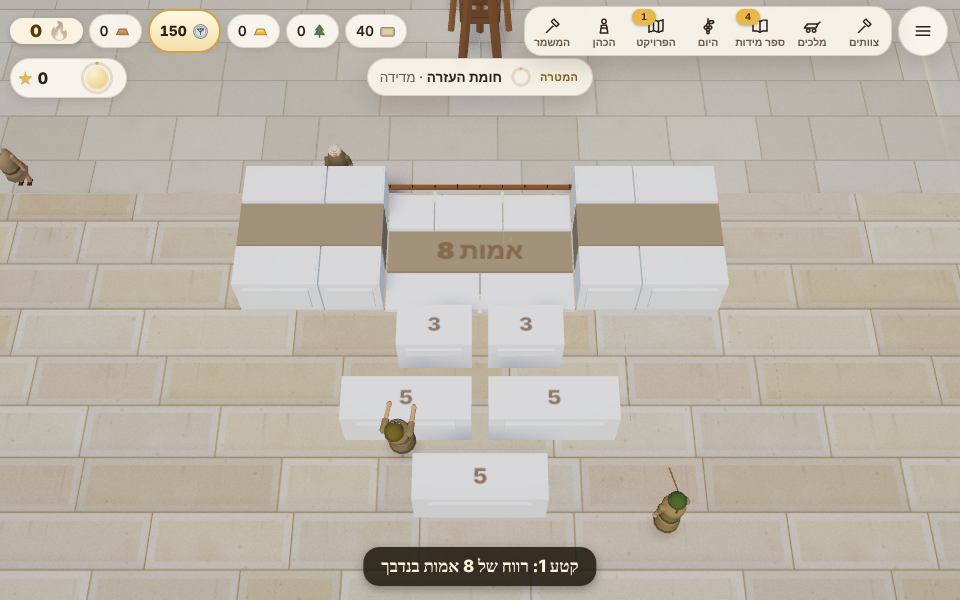 0
0
150
0
0
40
המשמר
הכהן
1
הפרויקט
היום
4
ספר מידות
מלכים
צוותים
0
המטרה
חומת העזרה · מדידה
8 אמות
3
3
5
5
5
קטע 1: רווח של 8 אמות בנדבך